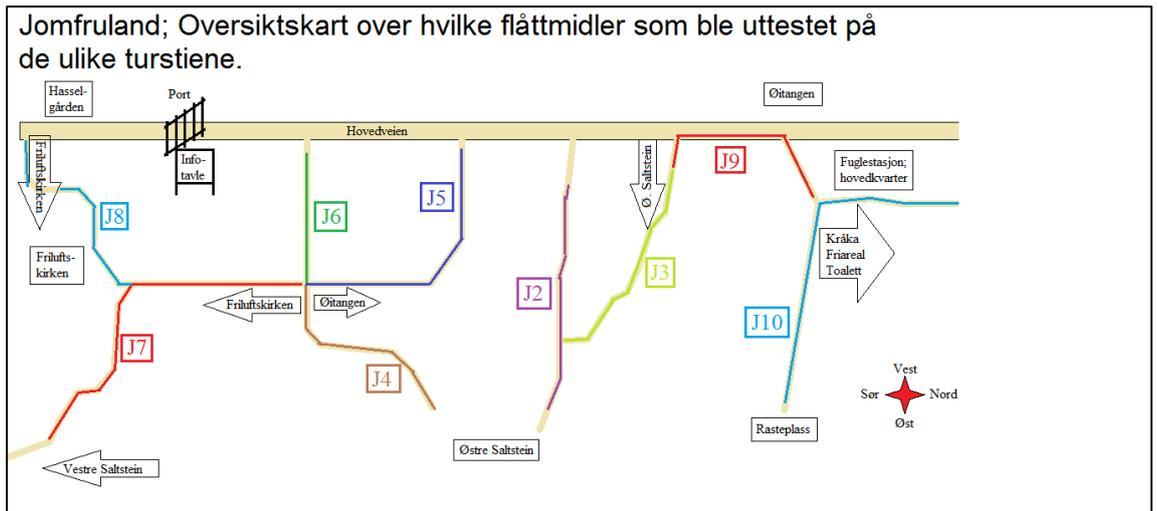 Jomfruland; Oversiktskart over hvilke flåttmidler som ble uttestet på
de ulike turstiene.
Hassel-
gården
Port
Øitangen
Hovedveien
Friluftskirken
Info-
tavle
Ø. Saltstein
J9
Fuglestasjon;
hovedkvarter
J8
J6
J5
Frilufts-
kirken
Kråka
Friareal
Toalett
J3
J2
Friluftskirken
Øitangen
J10
J7
J4
Vest
Sør
Nord
Øst
Rasteplass
Østre Saltstein
Vestre Saltstein